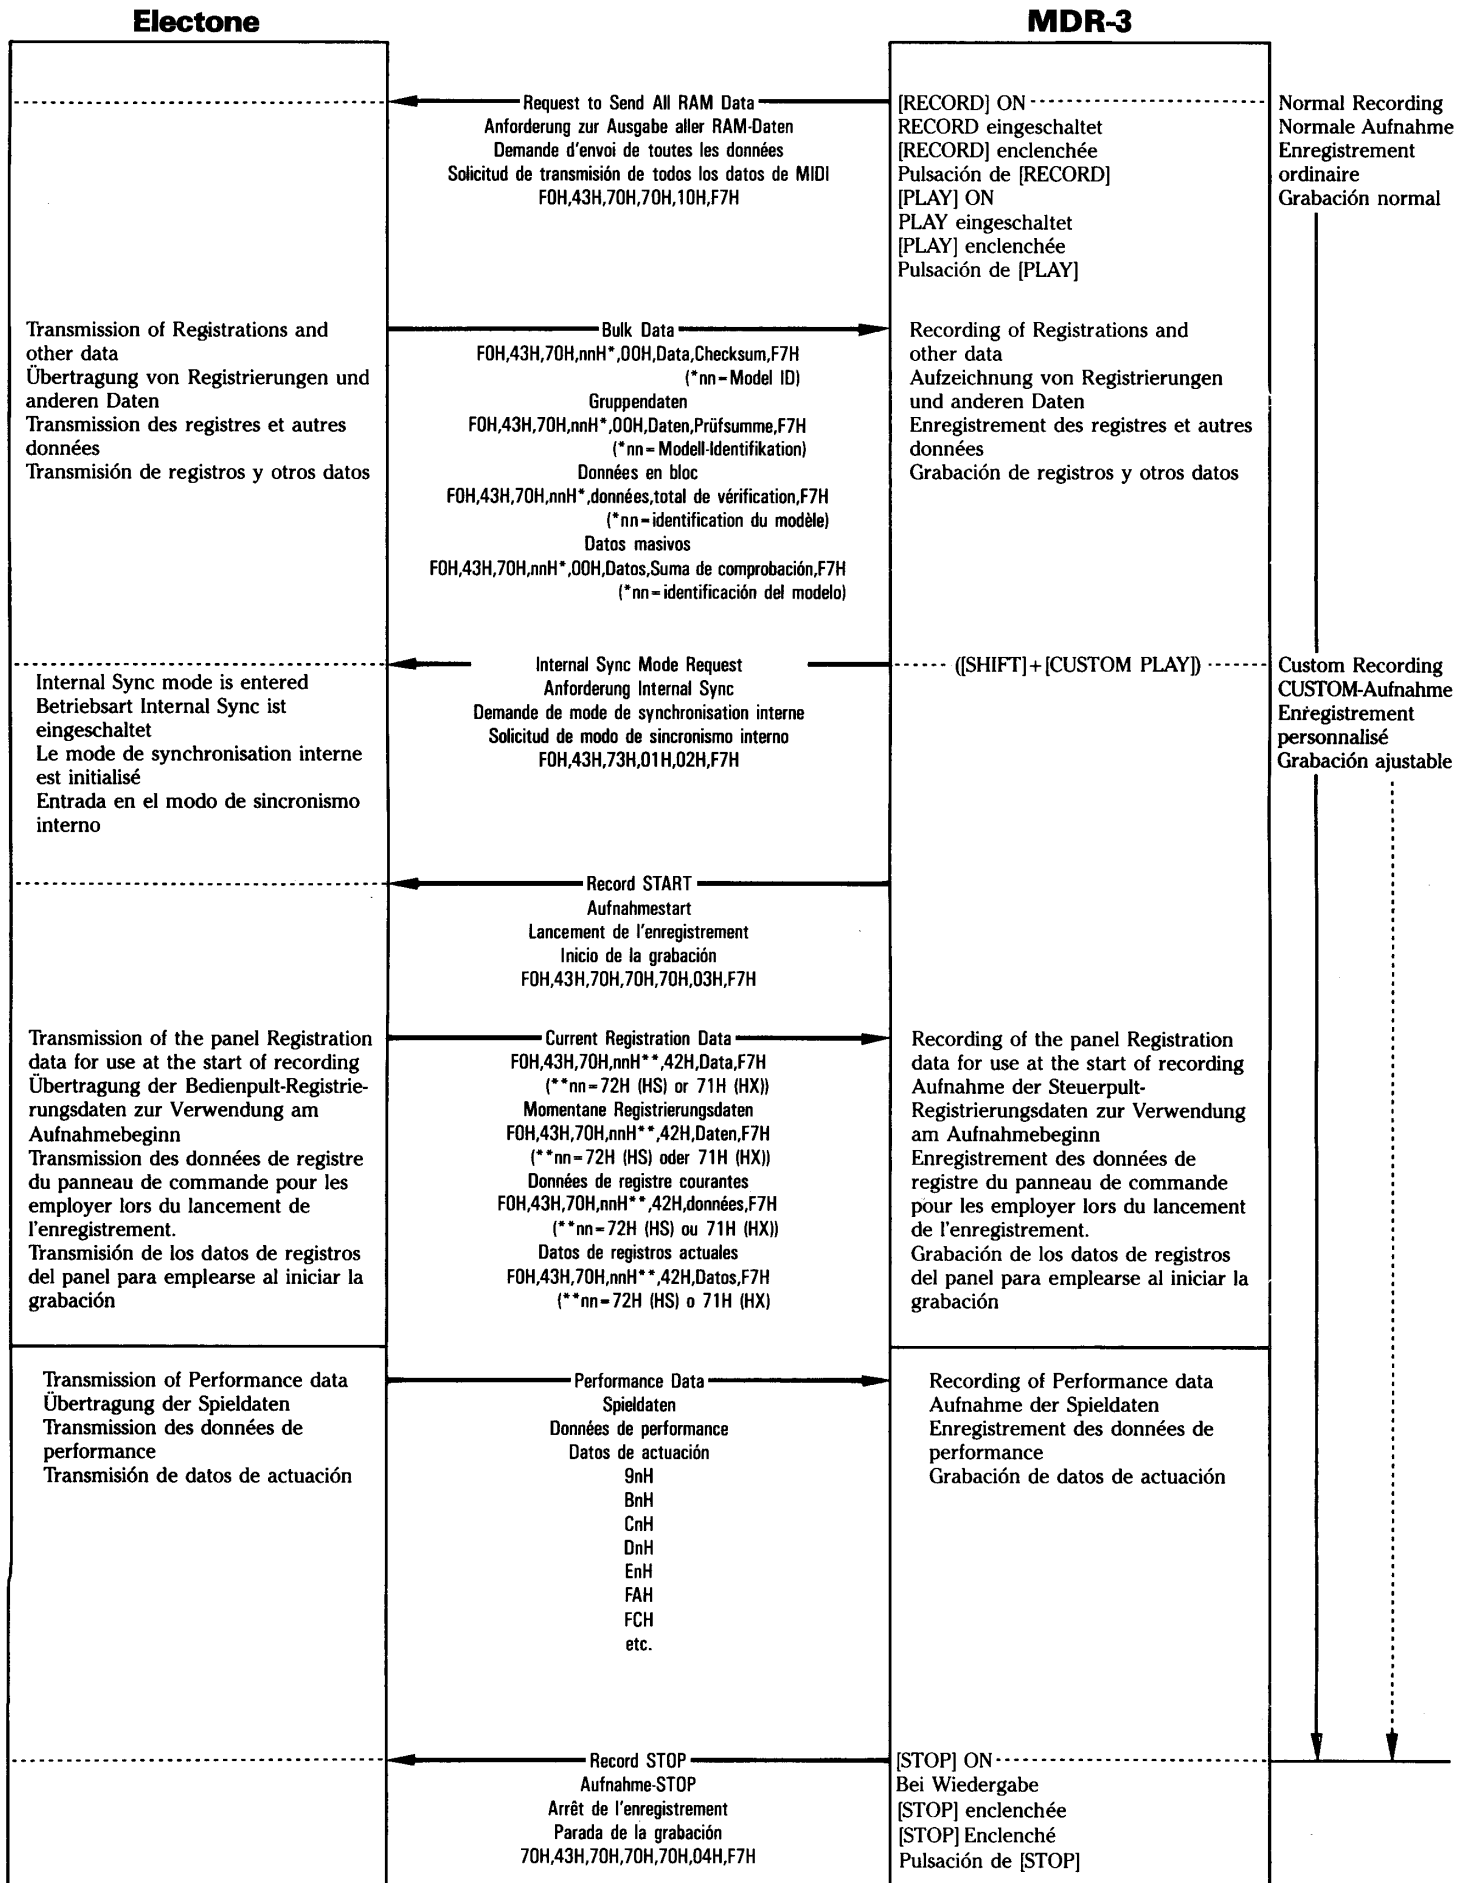 Electone
MDR-3
Request to Send All RAM Data
Anforderung zur Ausgabe aller RAM-Daten
Demande d'envoi de toutes les données
Solicitud de transmisión de todos los datos de MIDI
F0H,43H,70H,70H,10H,F7H
[RECORD] ON
RECORD eingeschaltet
[RECORD] enclenchée
Pulsación de [RECORD]
[PLAY] ON
PLAY eingeschaltet
[PLAY] enclenchée
Pulsación de [PLAY]
Normal Recording
Normale Aufnahme
Enregistrement
ordinaire
Grabación normal
Transmission of Registrations and
other data
Übertragung von Registrierungen und
anderen Daten
Transmission des registres et autres
données
Transmisión de registros y otros datos
Bulk Data
F0H,43H,70H,nnH*,00H,Data,Checksum,F7H
(*nn=Model ID)
Gruppendaten
F0H,43H,70H,nnH*,00H,Daten,Prüfsumme,F7H
(*nn=Modell-Identifikation)
Données en bloc
F0H,43H,70H,nnH*,données,total de vérification,F7H
(*nn=identification du modèle)
Datos masivos
F0H,43H,70H,nnH*,00H,Datos,Suma de comprobación,F7H
(*nn=identificación del modelo)
Recording of Registrations and
other data
Aufzeichnung von Registrierungen
und anderen Daten
Enregistrement des registres et autres
données
Grabación de registros y otros datos
Internal Sync mode is entered
Betriebsart Internal Sync ist
eingeschaltet
Le mode de synchronisation interne
est initialisé
Entrada en el modo de sincronismo
interno
Internal Sync Mode Request
Anforderung Internal Sync
Demande de mode de synchronisation interne
Solicitud de modo de sincronismo interno
F0H,43H,73H,01H,02H,F7H
([SHIFT]+[CUSTOM PLAY])
Custom Recording
CUSTOM-Aufnahme
Enregistrement
personnalisé
Grabación ajustable
Record START
Aufnahmestart
Lancement de l'enregistrement
Inicio de la grabación
F0H,43H,70H,70H,70H,03H,F7H
Transmission of the panel Registration
data for use at the start of recording
Übertragung der Bedienpult-Registrie-
rungsdaten zur Verwendung am
Aufnahmebeginn
Transmission des données de registre
du panneau de commande pour les
employer lors du lancement de
l'enregistrement.
Transmisión de los datos de registros
del panel para emplearse al iniciar la
grabación
Current Registration Data
F0H,43H,70H,nnH**,42H,Data,F7H
(**nn=72H (HS) or 71H (HX))
Momentane Registrierungsdaten
F0H,43H,70H,nnH**,42H,Daten,F7H
(**nn=72H (HS) oder 71H (HX))
Données de registre courantes
F0H,43H,70H,nnH**,42H,données,F7H
(**nn=72H (HS) ou 71H (HX))
Datos de registros actuales
F0H,43H,70H,nnH**,42H,Datos,F7H
(**nn=72H (HS) o 71H (HX)
Recording of the panel Registration
data for use at the start of recording
Aufnahme der Steuerpult-
Registrierungsdaten zur Verwendung
am Aufnahmebeginn
Enregistrement des données de
registre du panneau de commande
pour les employer lors du lancement
de l'enregistrement.
Grabación de los datos de registros
del panel para emplearse al iniciar la
grabación
Transmission of Performance data
Übertragung der Spieldaten
Transmission des données de
performance
Transmisión de datos de actuación
Performance Data
Spieldaten
Données de performance
Datos de actuación
9nH
BnH
CnH
DnH
EnH
FAH
FCH
etc.
Recording of Performance data
Aufnahme der Spieldaten
Enregistrement des données de
performance
Grabación de datos de actuación
Record STOP
Aufnahme-STOP
Arrêt de l'enregistrement
Parada de la grabación
70H,43H,70H,70H,70H,04H,F7H
[STOP] ON
Bei Wiedergabe
[STOP] enclenchée
[STOP] Enclenché
Pulsación de [STOP]